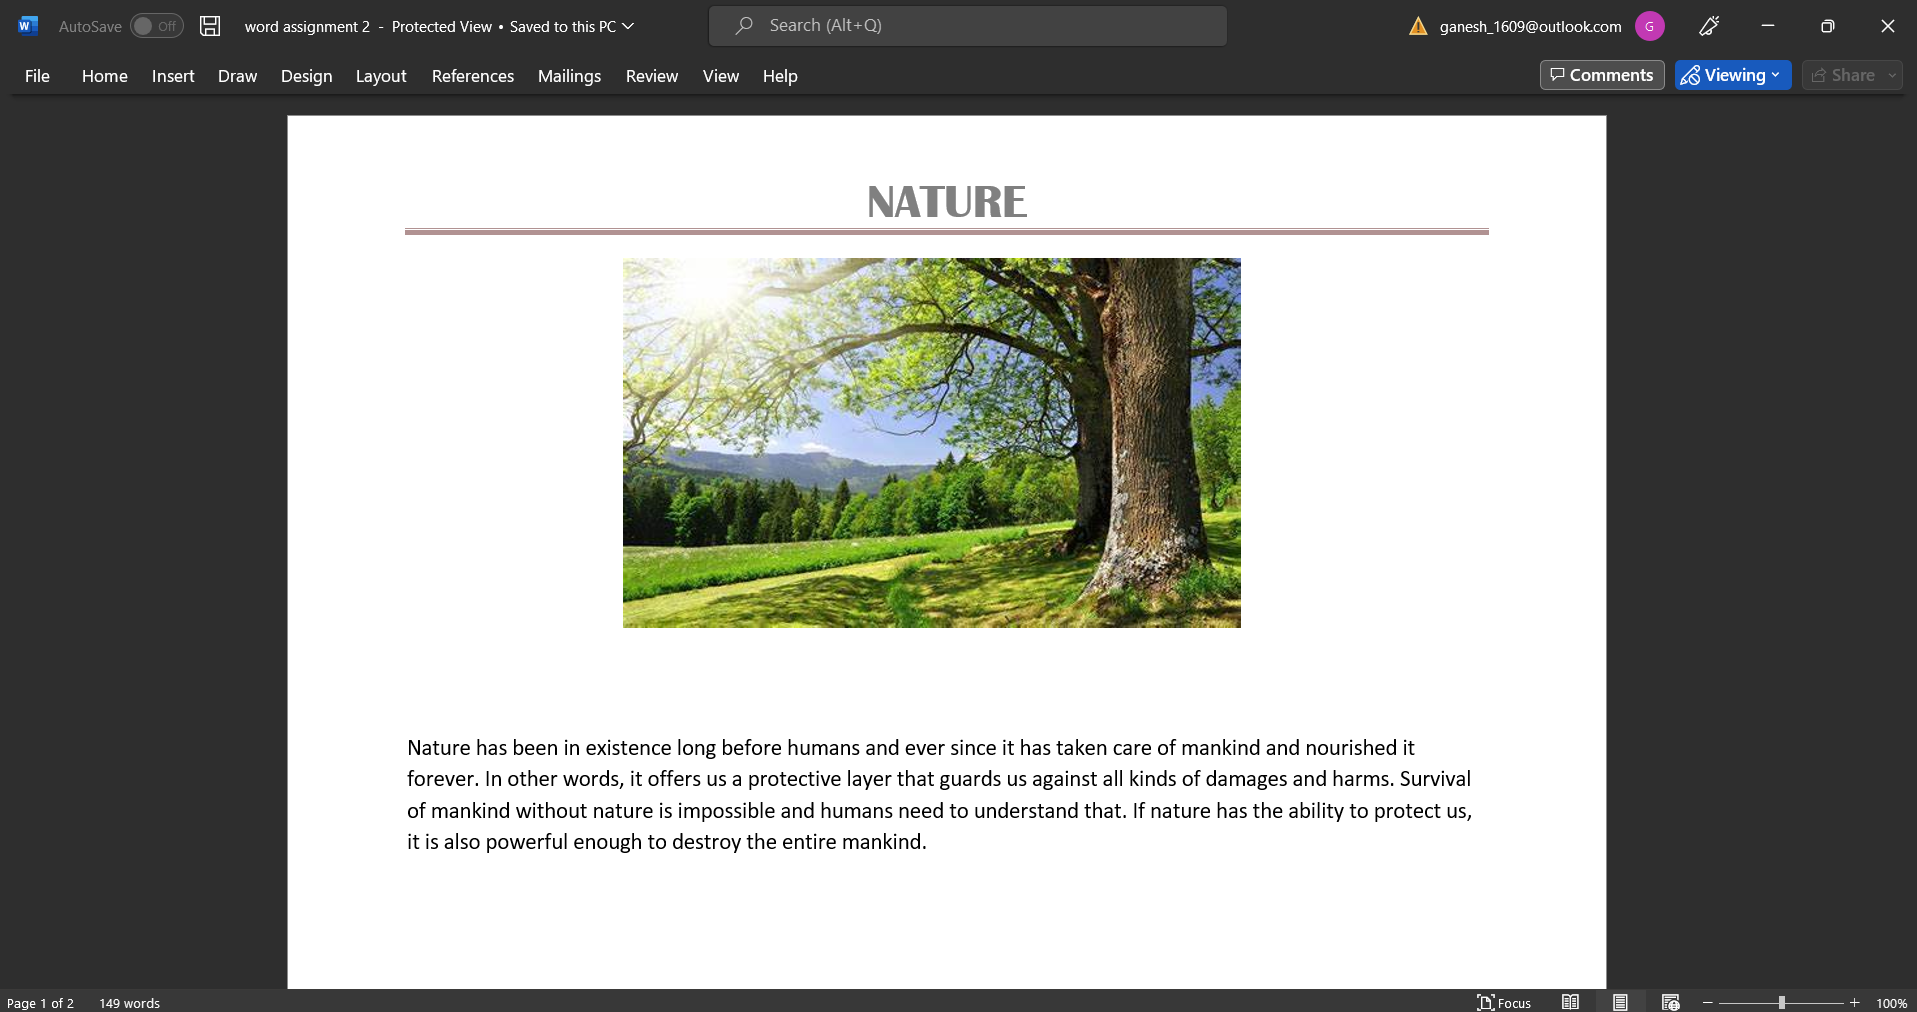 AutoSave Off word assignment 2 - Protected View • Saved to this PC Search (Alt+Q) ganesh_1609@outlook.com G
File Home Insert Draw Design Layout References Mailings Review View Help Comments Viewing Share
NATURE
Nature has been in existence long before humans and ever since it has taken care of mankind and nourished it
forever. In other words, it offers us a protective layer that guards us against all kinds of damages and harms. Survival
of mankind without nature is impossible and humans need to understand that. If nature has the ability to protect us,
it is also powerful enough to destroy the entire mankind.
Page 1 of 2 149 words Focus 100%